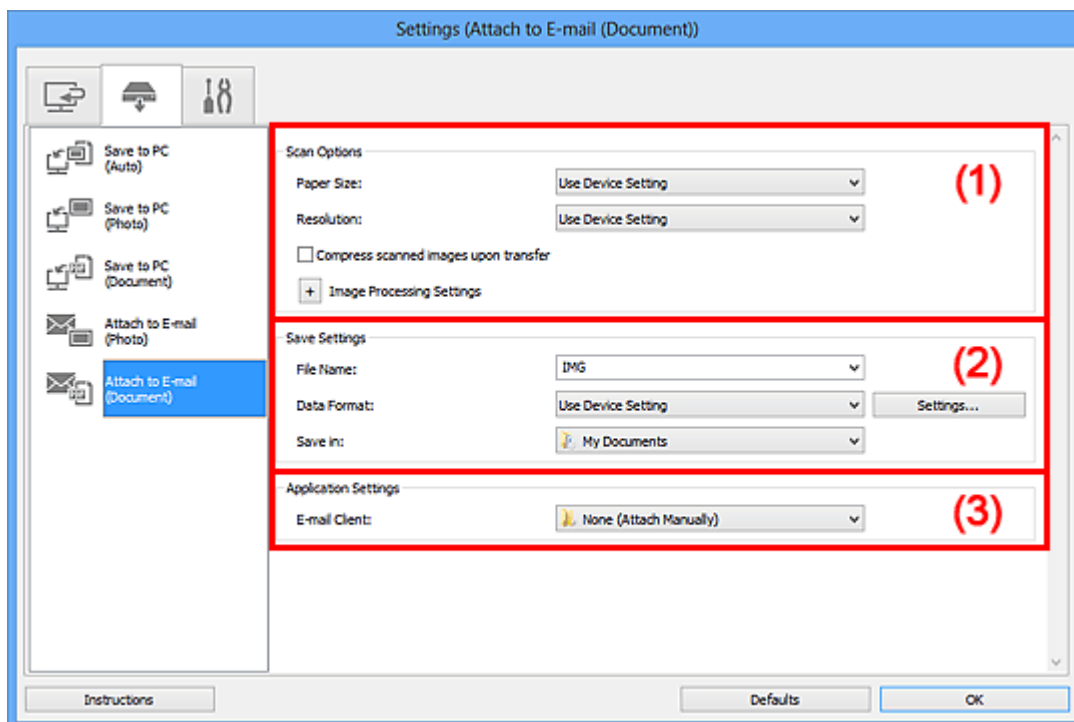 Settings (Attach to E-mail (Document))
Save to PC
(Auto)
Save to PC
(Photo)
Save to PC
(Document)
Attach to E-mail
(Photo)
Attach to E-mail
(Document)
Scan Options
(1)
Paper Size: Use Device Setting
Resolution: Use Device Setting
Compress scanned images upon transfer
+ Image Processing Settings
Save Settings
(2)
File Name: IMG
Data Format: Use Device Setting Settings...
Save in: My Documents
Application Settings
(3)
E-mail Client: None (Attach Manually)
Instructions Defaults OK